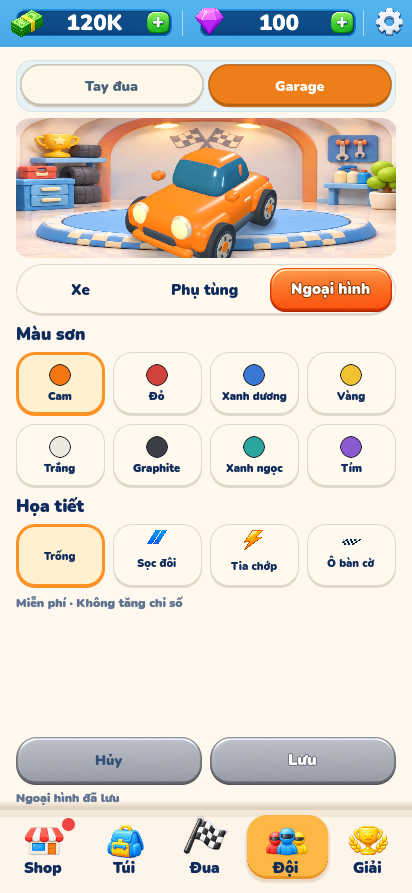 120K
100
Tay đua
Garage
Xe
Phụ tùng
Ngoại hình
Màu sơn
Cam
Đỏ
Xanh dương
Vàng
Trắng
Graphite
Xanh ngọc
Tím
Họa tiết
Trống
Sọc đôi
Tia chớp
Ô bàn cờ
Miễn phí · Không tăng chỉ số
Hủy
Lưu
Ngoại hình đã lưu
Shop
Túi
Đua
Đội
Giải